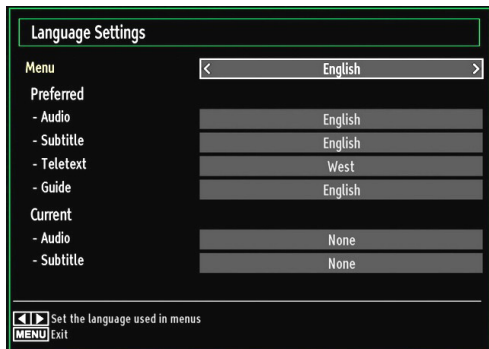 Language Settings
Menu < English >
Preferred
- Audio English
- Subtitle English
- Teletext West
- Guide English
Current
- Audio None
- Subtitle None
Set the language used in menus
MENU Exit